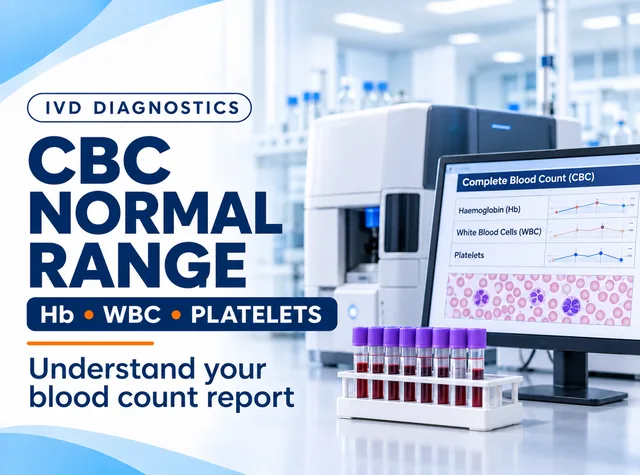 IVD DIAGNOSTICS
CBC
NORMAL
RANGE
Hb • WBC • PLATELETS
Understand your
blood count report
Complete Blood Count (CBC)
Haemoglobin (Hb)
White Blood Cells (WBC)
Platelets